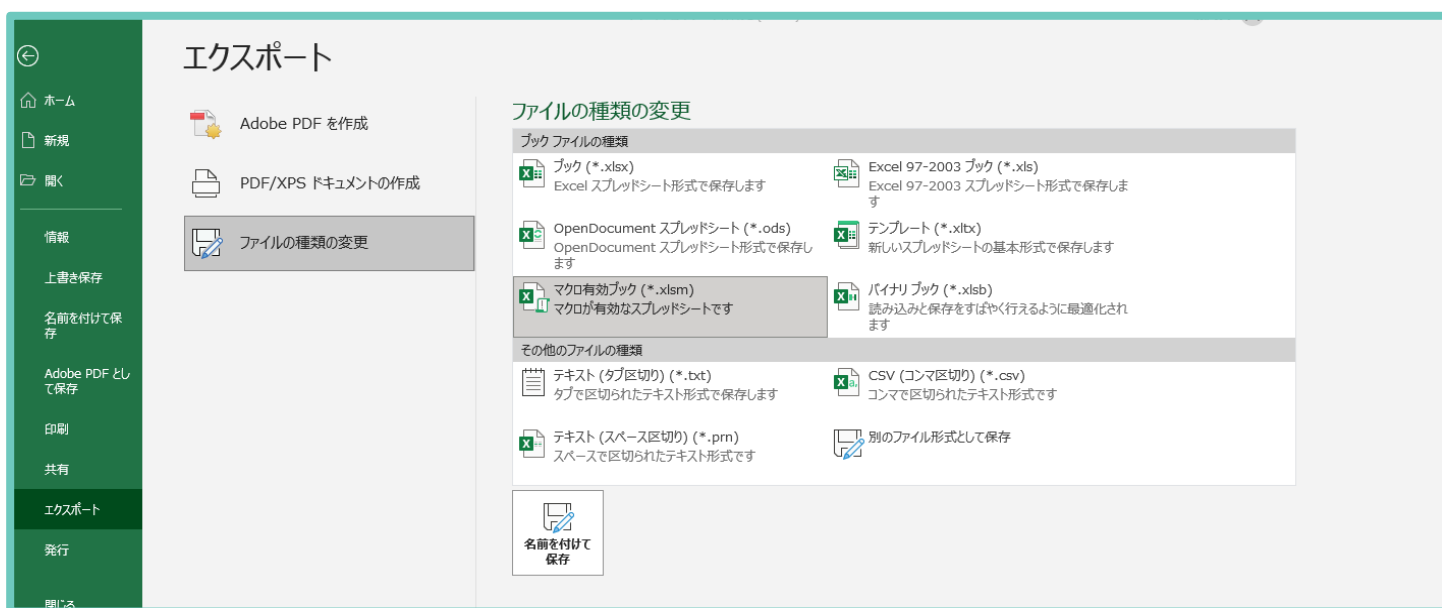 エクスポート
ホーム
新規
開く
情報
上書き保存
名前を付けて保
存
Adobe PDF とし
て保存
印刷
共有
エクスポート
発行
閉じる
Adobe PDF を作成
PDF/XPS ドキュメントの作成
ファイルの種類の変更
ファイルの種類の変更
ブック ファイルの種類
ブック (*.xlsx)
Excel スプレッドシート形式で保存します
Excel 97-2003 ブック (*.xls)
Excel 97-2003 スプレッドシート形式で保存しま
す
OpenDocument スプレッドシート (*.ods)
OpenDocument スプレッドシート形式で保存し
ます
テンプレート (*.xltx)
新しいスプレッドシートの基本形式で保存します
マクロ有効ブック (*.xlsm)
マクロが有効なスプレッドシートです
バイナリ ブック (*.xlsb)
読み込みと保存をすばやく行えるように最適化され
ます
その他のファイルの種類
テキスト (タブ区切り) (*.txt)
タブで区切られたテキスト形式で保存します
CSV (コンマ区切り) (*.csv)
コンマで区切られたテキスト形式です
テキスト (スペース区切り) (*.prn)
スペースで区切られたテキスト形式です
別のファイル形式として保存
名前を付けて
保存